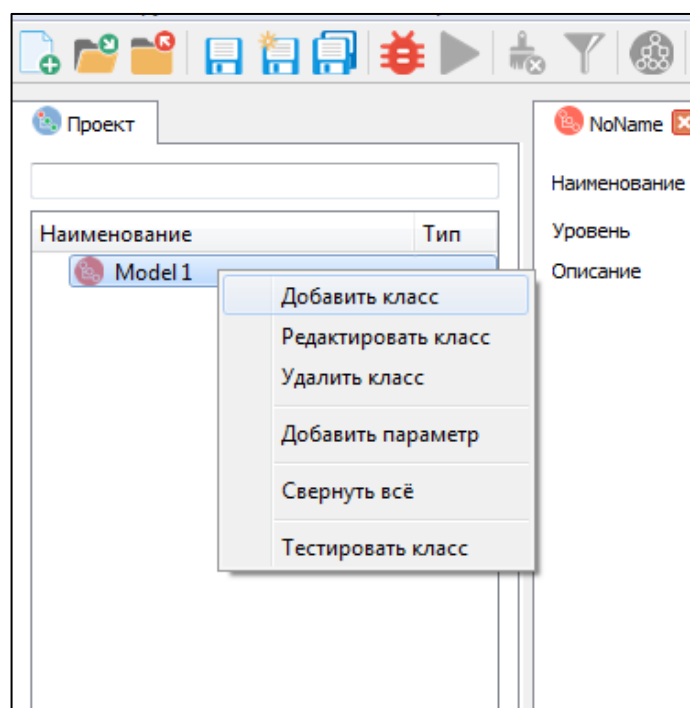 Проект
NoName
Наименование
Тип
Model 1
Наименование
Уровень
Описание
Добавить класс
Редактировать класс
Удалить класс
Добавить параметр
Свернуть всё
Тестировать класс